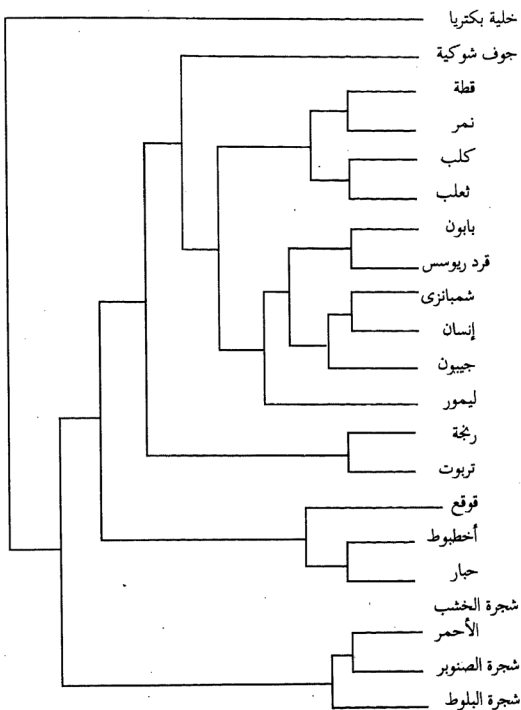 خلية بكتريا
جوف شوكية
قطة
نمر
كلب
ثعلب
بابون
قرد ريوسس
شمبانزى
إنسان
جيبون
ليمور
رنجة
تربوت
قوقع
أخطبوط
حبار
شجرة الخشب
الأحمر
شجرة الصنوبر
شجرة البلوط